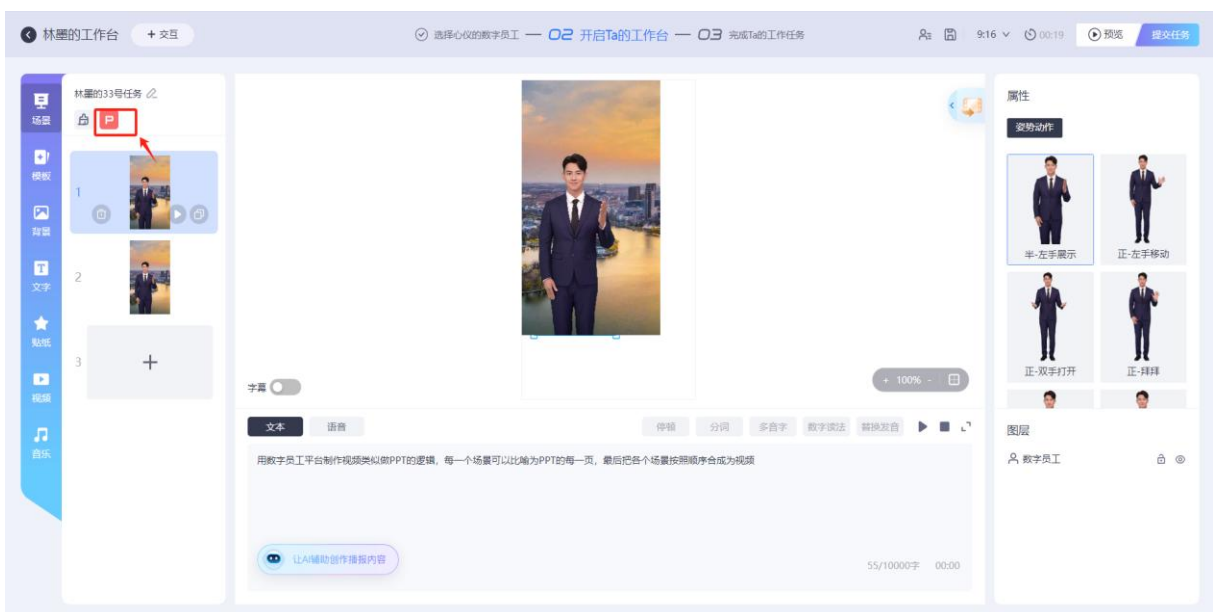 林墨的工作台
+ 交互
选择心仪的数字员工 — 02 开启Ta的工作台 — 03 完成Ta的工作任务
9:16
00:19
预览
提交任务
场景
模板
背景
文字
贴纸
视频
音乐
林墨的33号任务
P
1
2
3
+
字幕
+ 100% -
文本
语音
停顿
分词
多音字
数字读法
替换发音
用数字员工平台制作视频类似做PPT的逻辑，每一个场景可以比喻为PPT的每一页，最后把各个场景按照顺序合成为视频
让AI辅助创作播报内容
55/10000字
00:00
属性
姿势动作
半-左手展示
正-左手移动
正-双手打开
正-拜拜
图层
数字员工